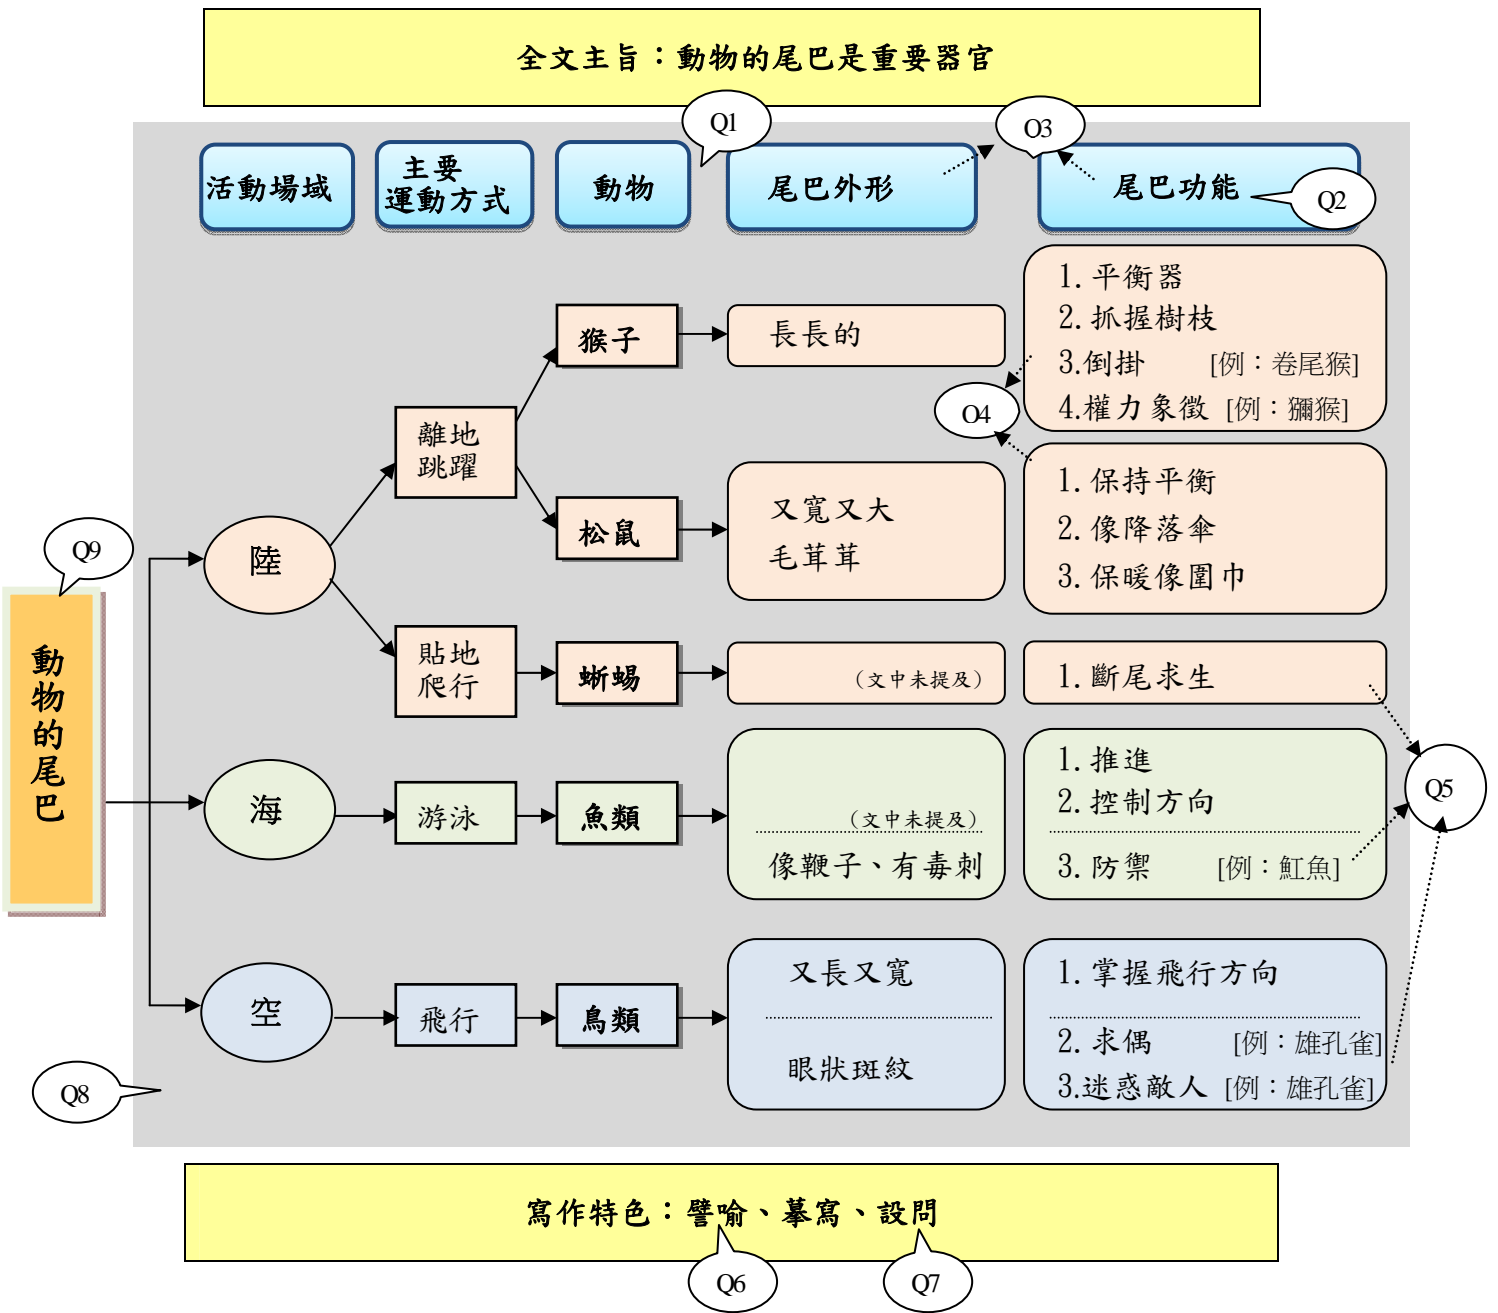 全文主旨：動物的尾巴是重要器官
Q1
O3
活動場域
主要
運動方式
動物
尾巴外形
尾巴功能
Q2
猴子
長長的
1. 平衡器
2. 抓握樹枝
3.倒掛 [例：卷尾猴]
4.權力象徵 [例：獼猴]
O4
離地
跳躍
松鼠
又寬又大
毛茸茸
1. 保持平衡
2. 像降落傘
3. 保暖像圍巾
Q9
陸
動物的尾巴
貼地
爬行
蜥蜴
（文中未提及）
1. 斷尾求生
海
游泳
魚類
（文中未提及）
像鞭子、有毒刺
1. 推進
2. 控制方向
3. 防禦 [例：魟魚]
Q5
空
飛行
鳥類
又長又寬
眼狀斑紋
1. 掌握飛行方向
2. 求偶 [例：雄孔雀]
3.迷惑敵人 [例：雄孔雀]
Q8
寫作特色：譬喻、摹寫、設問
Q6
Q7